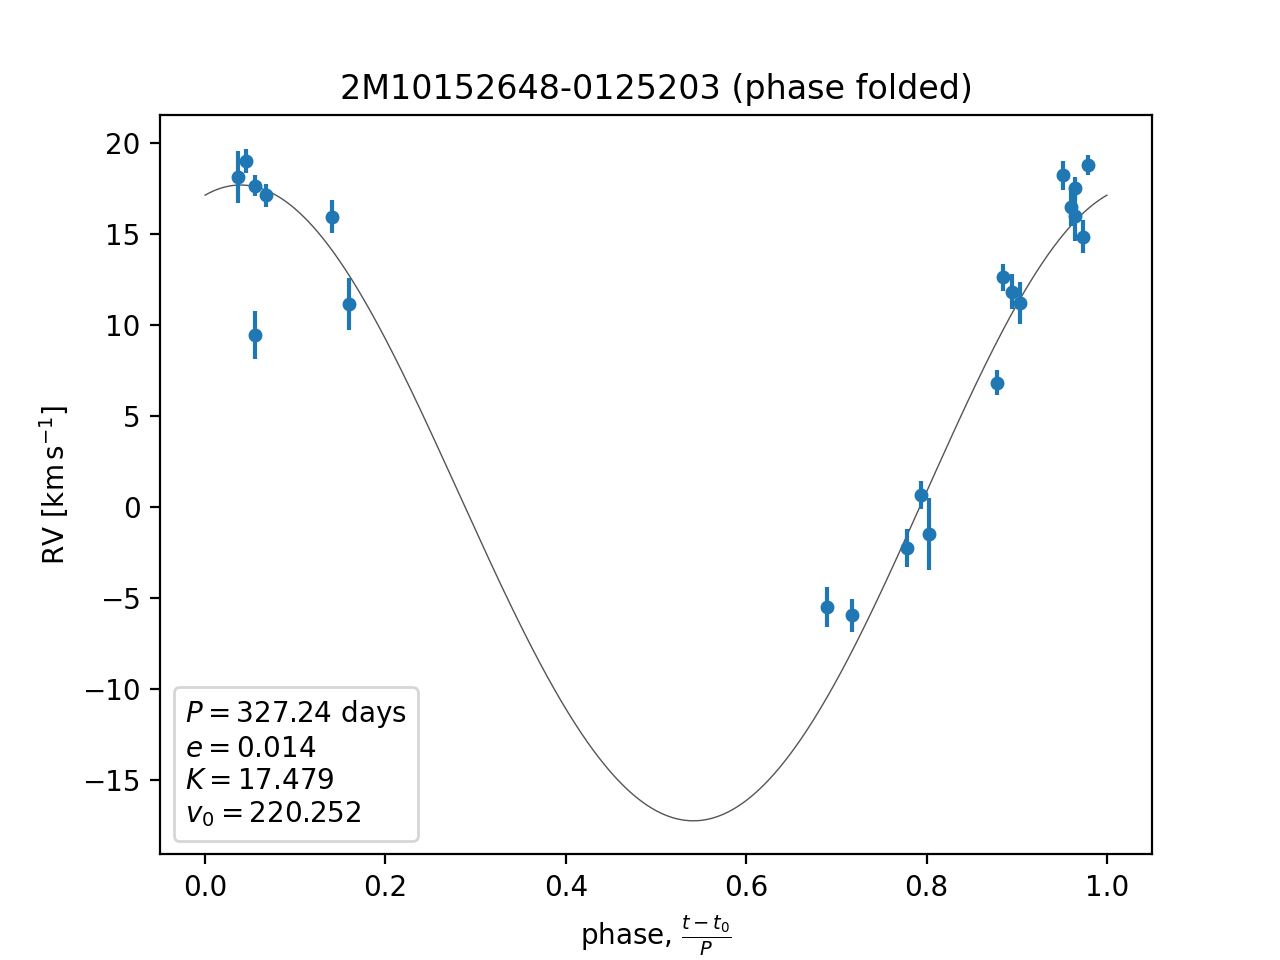 2M10152648-0125203 (phase folded)
20
15
10
5
0
−5
−10
−15
RV [km s⁻¹]
P = 327.24 days
e = 0.014
K = 17.479
v₀ = 220.252
0.0 0.2 0.4 0.6 0.8 1.0
phase, (t − t₀)/P